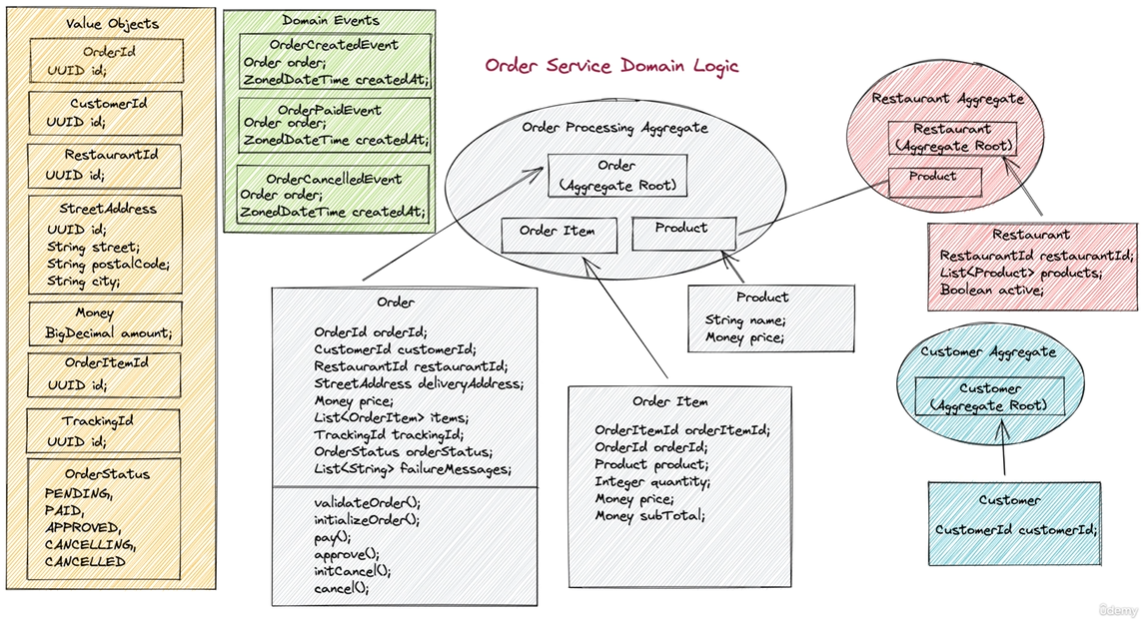 Value Objects
OrderId
UUID id;
CustomerId
UUID id;
RestaurantId
UUID id;
StreetAddress
UUID id;
String street;
String postalCode;
String city;
Money
BigDecimal amount;
OrderItemId
UUID id;
TrackingId
UUID id;
OrderStatus
PENDING,
PAID,
APPROVED,
CANCELLING,
CANCELLED
Domain Events
OrderCreatedEvent
Order order;
ZonedDateTime createdAt;
OrderPaidEvent
Order order;
ZonedDateTime createdAt;
OrderCancelledEvent
Order order;
ZonedDateTime createdAt;
Order Service Domain Logic
Order Processing Aggregate
Order
(Aggregate Root)
Order Item
Product
Restaurant Aggregate
Restaurant
(Aggregate Root)
Product
Restaurant
RestaurantId restaurantId;
List<Product> products;
Boolean active;
Order
OrderId orderId;
CustomerId customerId;
RestaurantId restaurantId;
StreetAddress deliveryAddress;
Money price;
List<OrderItem> items;
TrackingId trackingId;
OrderStatus orderStatus;
List<String> failureMessages;
validateOrder();
initializeOrder();
pay();
approve();
initCancel();
cancel();
Product
String name;
Money price;
Order Item
OrderItemId orderItemId;
OrderId orderId;
Product product;
Integer quantity;
Money price;
Money subTotal;
Customer Aggregate
Customer
(Aggregate Root)
Customer
CustomerId customerId;
ûdemy